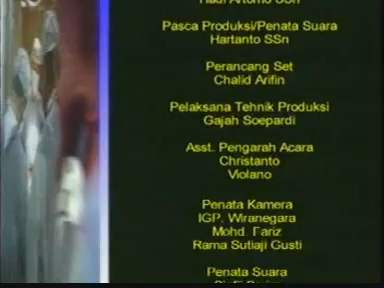 Pasca Produksi/Penata Suara
Hartanto SSn
Perancang Set
Chalid Arifin
Pelaksana Tehnik Produksi
Gajah Soepardi
Asst. Pengarah Acara
Christanto
Violano
Penata Kamera
IGP. Wiranegara
Mohd. Fariz
Rama Sutiaji Gusti
Penata Suara